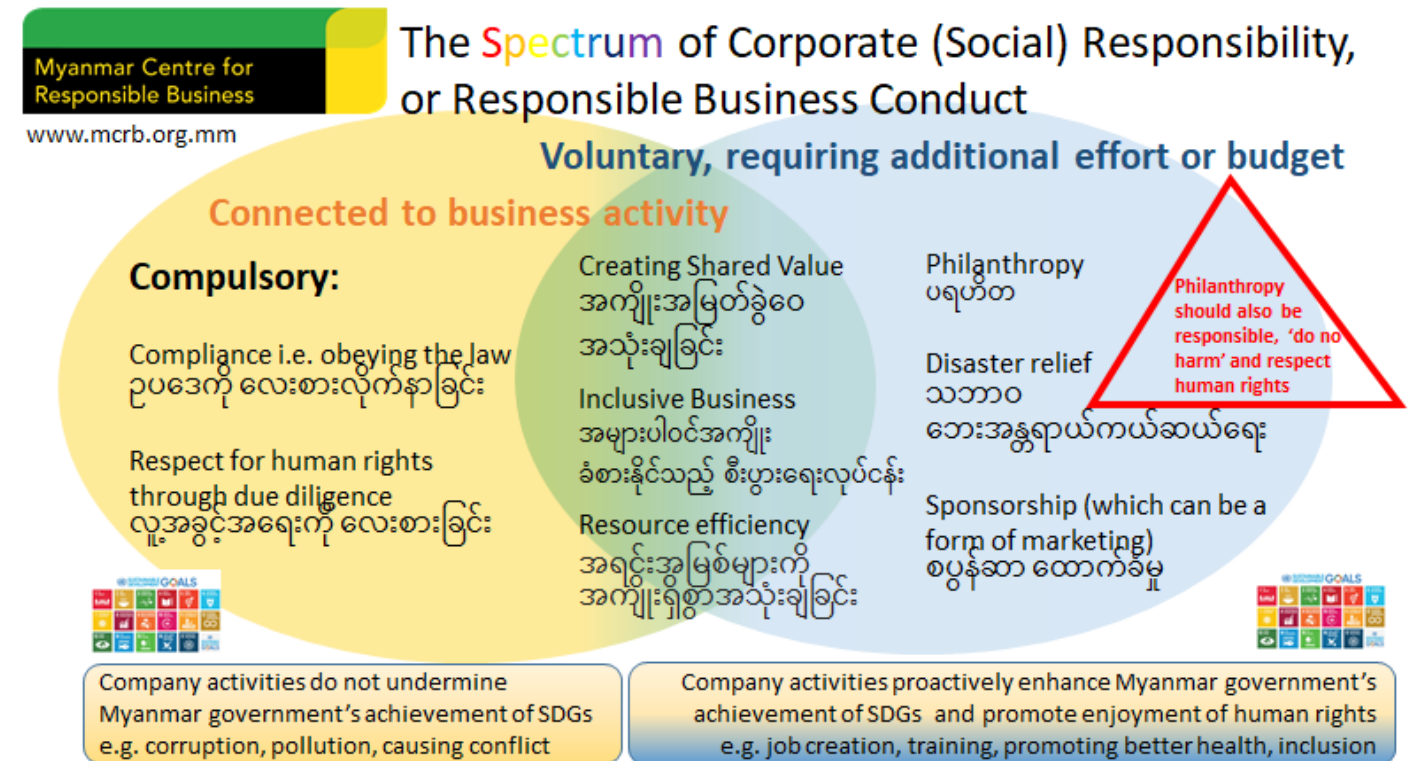 Myanmar Centre for
Responsible Business
www.mcrb.org.mm
The Spectrum of Corporate (Social) Responsibility,
or Responsible Business Conduct
Voluntary, requiring additional effort or budget
Connected to business activity
Compulsory:
Compliance i.e. obeying the law
ဥပဒေကို လေးစားလိုက်နာခြင်း
Respect for human rights
through due diligence
လူ့အခွင့်အရေးကို လေးစားခြင်း
Creating Shared Value
အကျိုးအမြတ်ခွဲဝေ
အသုံးချခြင်း
Inclusive Business
အများပါဝင်အကျိုး
ခံစားနိုင်သည့် စီးပွားရေးလုပ်ငန်း
Resource efficiency
အရင်းအမြစ်များကို
အကျိုးရှိစွာအသုံးချခြင်း
Philanthropy
ပရဟိတ
Disaster relief
သဘာဝ
ဘေးအန္တရာယ်ကယ်ဆယ်ရေး
Sponsorship (which can be a
form of marketing)
စပွန်ဆာ ထောက်ခံမှု
Philanthropy
should also be
responsible, ‘do no
harm’ and respect
human rights
GOALS
GOALS
Company activities do not undermine
Myanmar government’s achievement of SDGs
e.g. corruption, pollution, causing conflict
Company activities proactively enhance Myanmar government’s
achievement of SDGs and promote enjoyment of human rights
e.g. job creation, training, promoting better health, inclusion